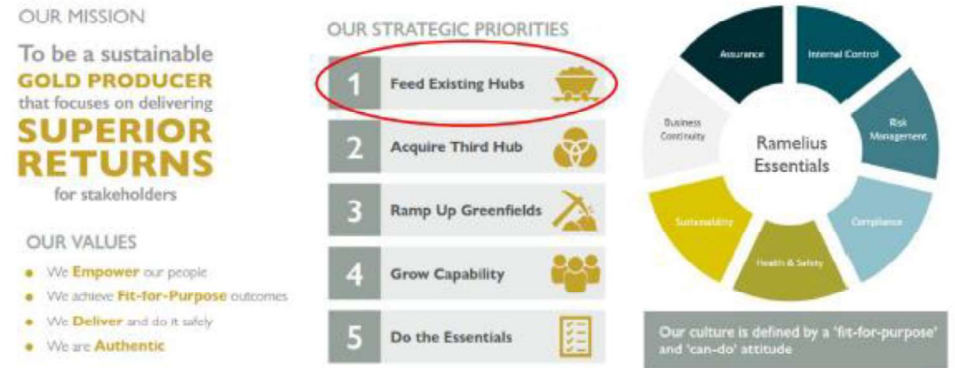 OUR MISSION
To be a sustainable
GOLD PRODUCER
that focuses on delivering
SUPERIOR
RETURNS
for stakeholders
OUR VALUES
We Empower our people
We achieve Fit-for-Purpose outcomes
We Deliver and do it safely
We are Authentic
OUR STRATEGIC PRIORITIES
1 Feed Existing Hubs
2 Acquire Third Hub
3 Ramp Up Greenfields
4 Grow Capability
5 Do the Essentials
Assurance
Internal Control
Business
Continuity
Risk
Management
Ramelius
Essentials
Sustainability
Compliance
Health & Safety
Our culture is defined by a 'fit-for-purpose'
and 'can-do' attitude